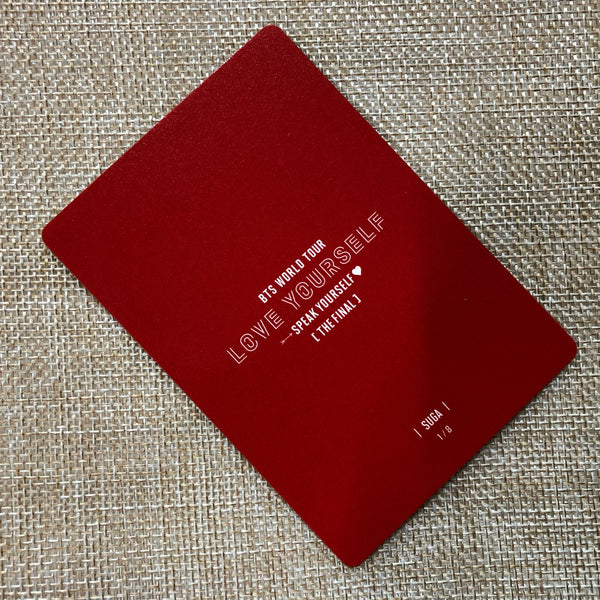 BTS WORLD TOUR
LOVE YOURSELF
SPEAK YOURSELF
[ THE FINAL ]
| SUGA |
1/8